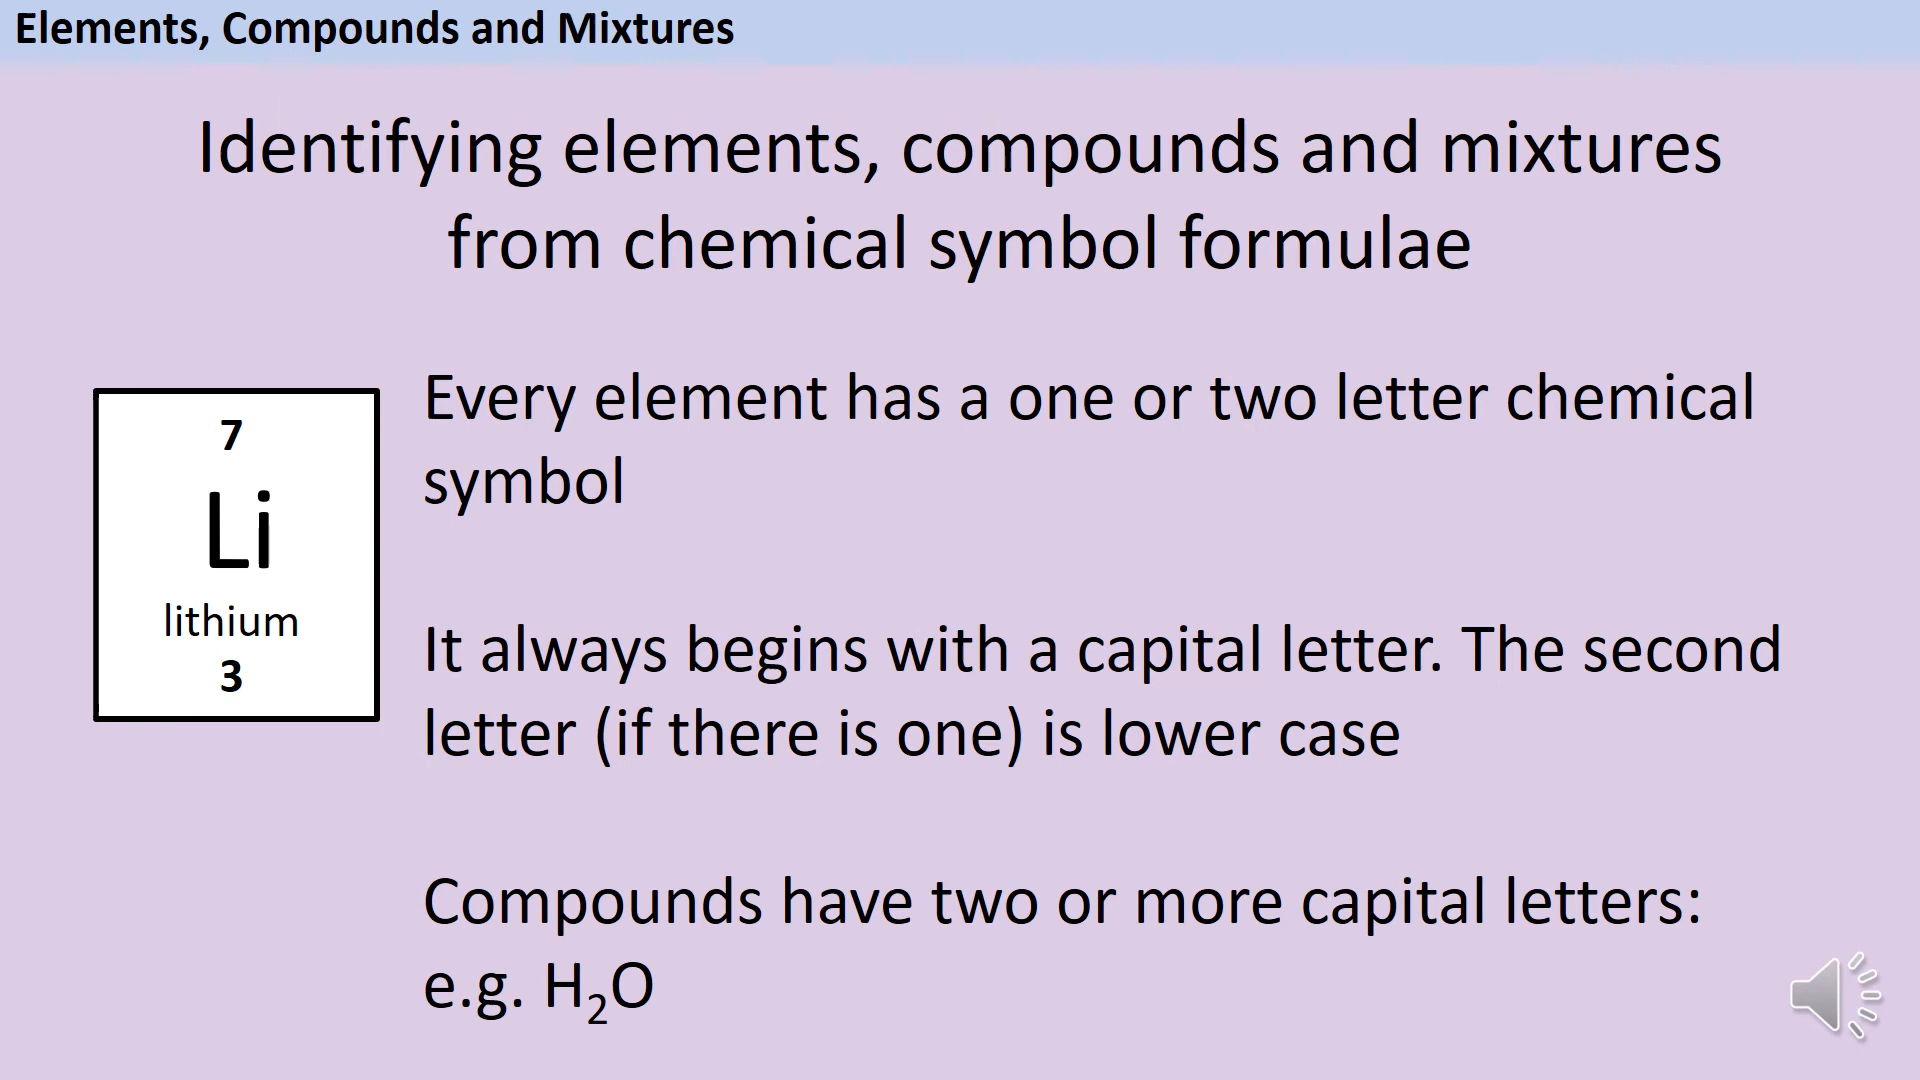 Elements, Compounds and Mixtures
Identifying elements, compounds and mixtures
from chemical symbol formulae
7
Li
lithium
3
Every element has a one or two letter chemical
symbol
It always begins with a capital letter. The second
letter (if there is one) is lower case
Compounds have two or more capital letters:
e.g. H₂O